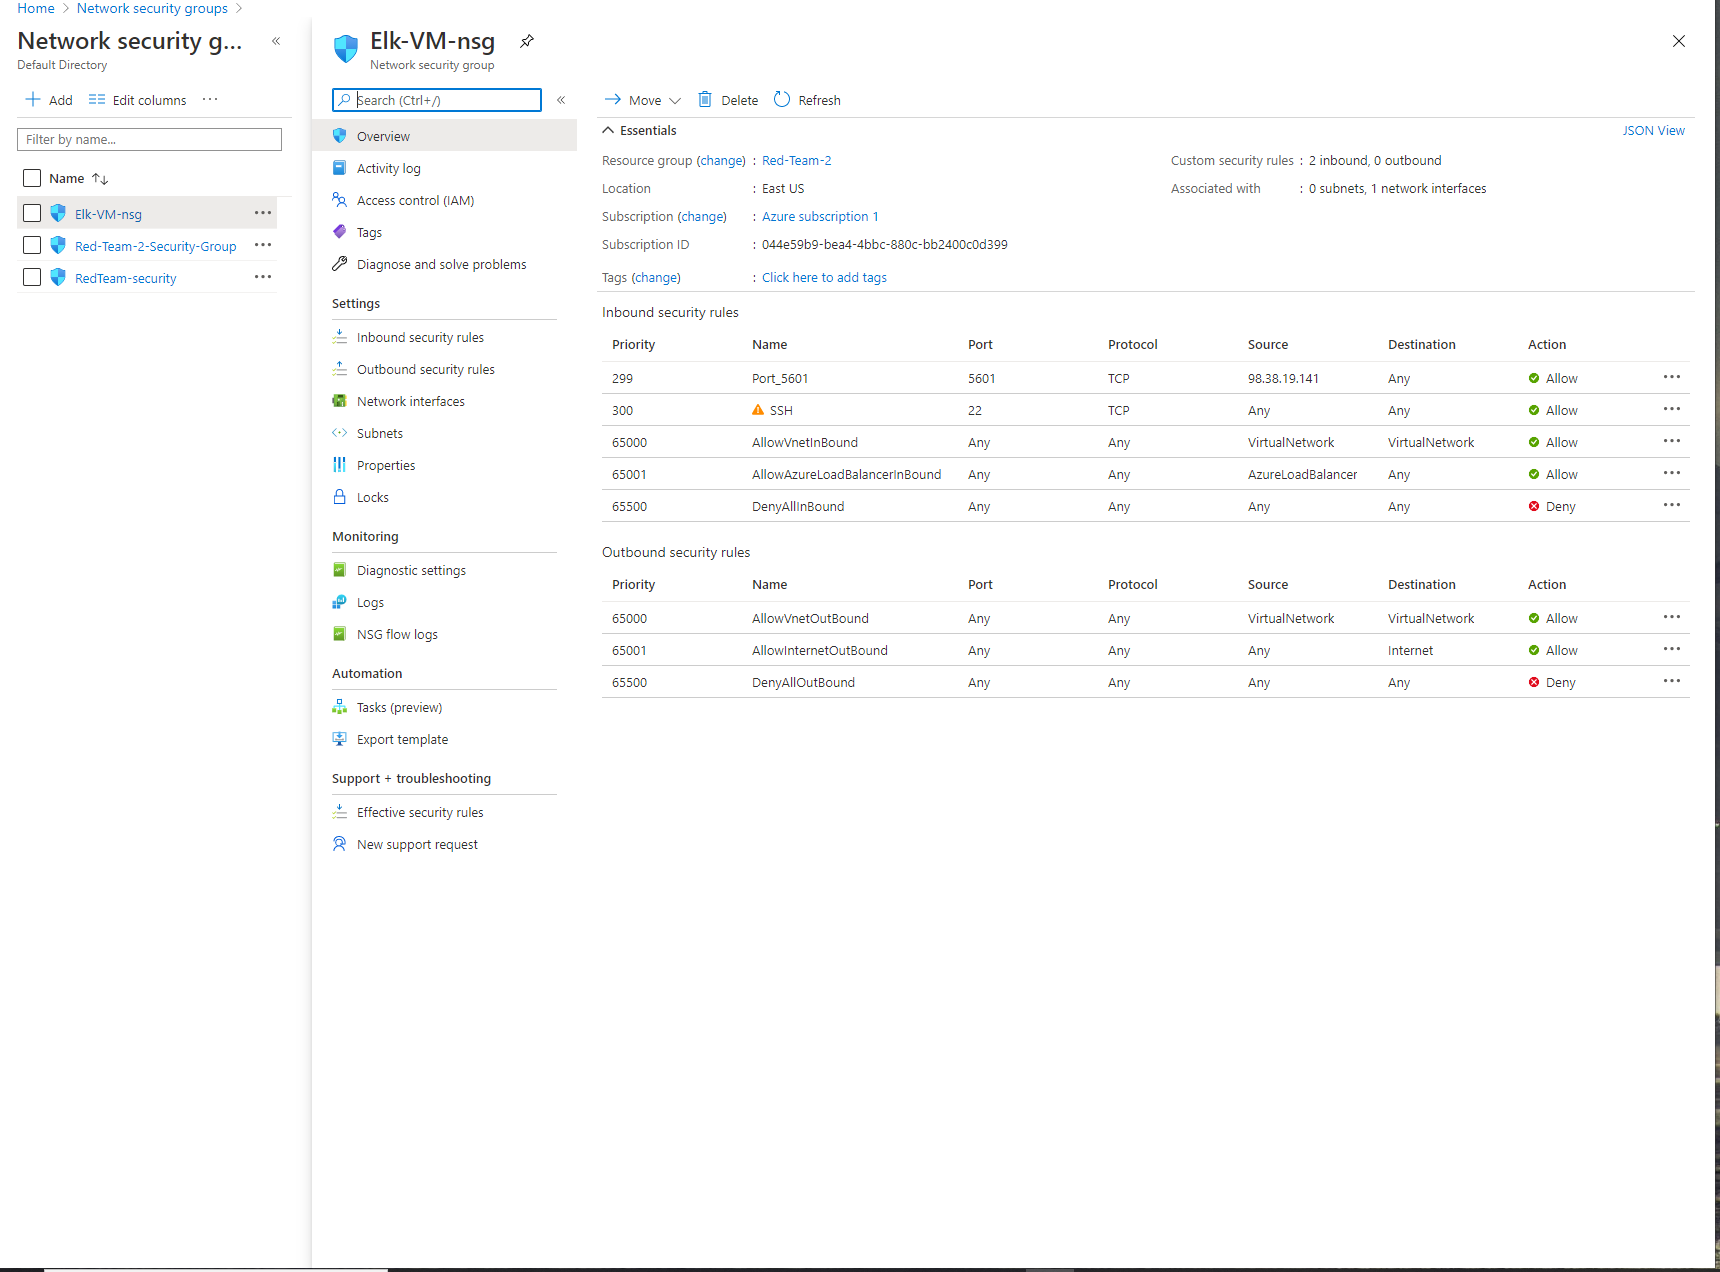 Home > Network security groups >
Network security g...
Default Directory
«
+ Add
Edit columns
...
Filter by name...
Name ↑↓
Elk-VM-nsg ...
Red-Team-2-Security-Group ...
RedTeam-security ...
Elk-VM-nsg
Network security group
Search (Ctrl+/)
«
Overview
Activity log
Access control (IAM)
Tags
Diagnose and solve problems
Settings
Inbound security rules
Outbound security rules
Network interfaces
Subnets
Properties
Locks
Monitoring
Diagnostic settings
Logs
NSG flow logs
Automation
Tasks (preview)
Export template
Support + troubleshooting
Effective security rules
New support request
Move Delete Refresh
Essentials JSON View
Resource group (change) : Red-Team-2
Location : East US
Subscription (change) : Azure subscription 1
Subscription ID : 044e59b9-bea4-4bbc-880c-bb2400c0d399
Tags (change) : Click here to add tags
Custom security rules : 2 inbound, 0 outbound
Associated with : 0 subnets, 1 network interfaces
Inbound security rules
Priority Name Port Protocol Source Destination Action
299 Port_5601 5601 TCP 98.38.19.141 Any Allow ...
300 SSH 22 TCP Any Any Allow ...
65000 AllowVnetInBound Any Any VirtualNetwork VirtualNetwork Allow ...
65001 AllowAzureLoadBalancerInBound Any Any AzureLoadBalancer Any Allow ...
65500 DenyAllInBound Any Any Any Any Deny ...
Outbound security rules
Priority Name Port Protocol Source Destination Action
65000 AllowVnetOutBound Any Any VirtualNetwork VirtualNetwork Allow ...
65001 AllowInternetOutBound Any Any Any Internet Allow ...
65500 DenyAllOutBound Any Any Any Any Deny ...